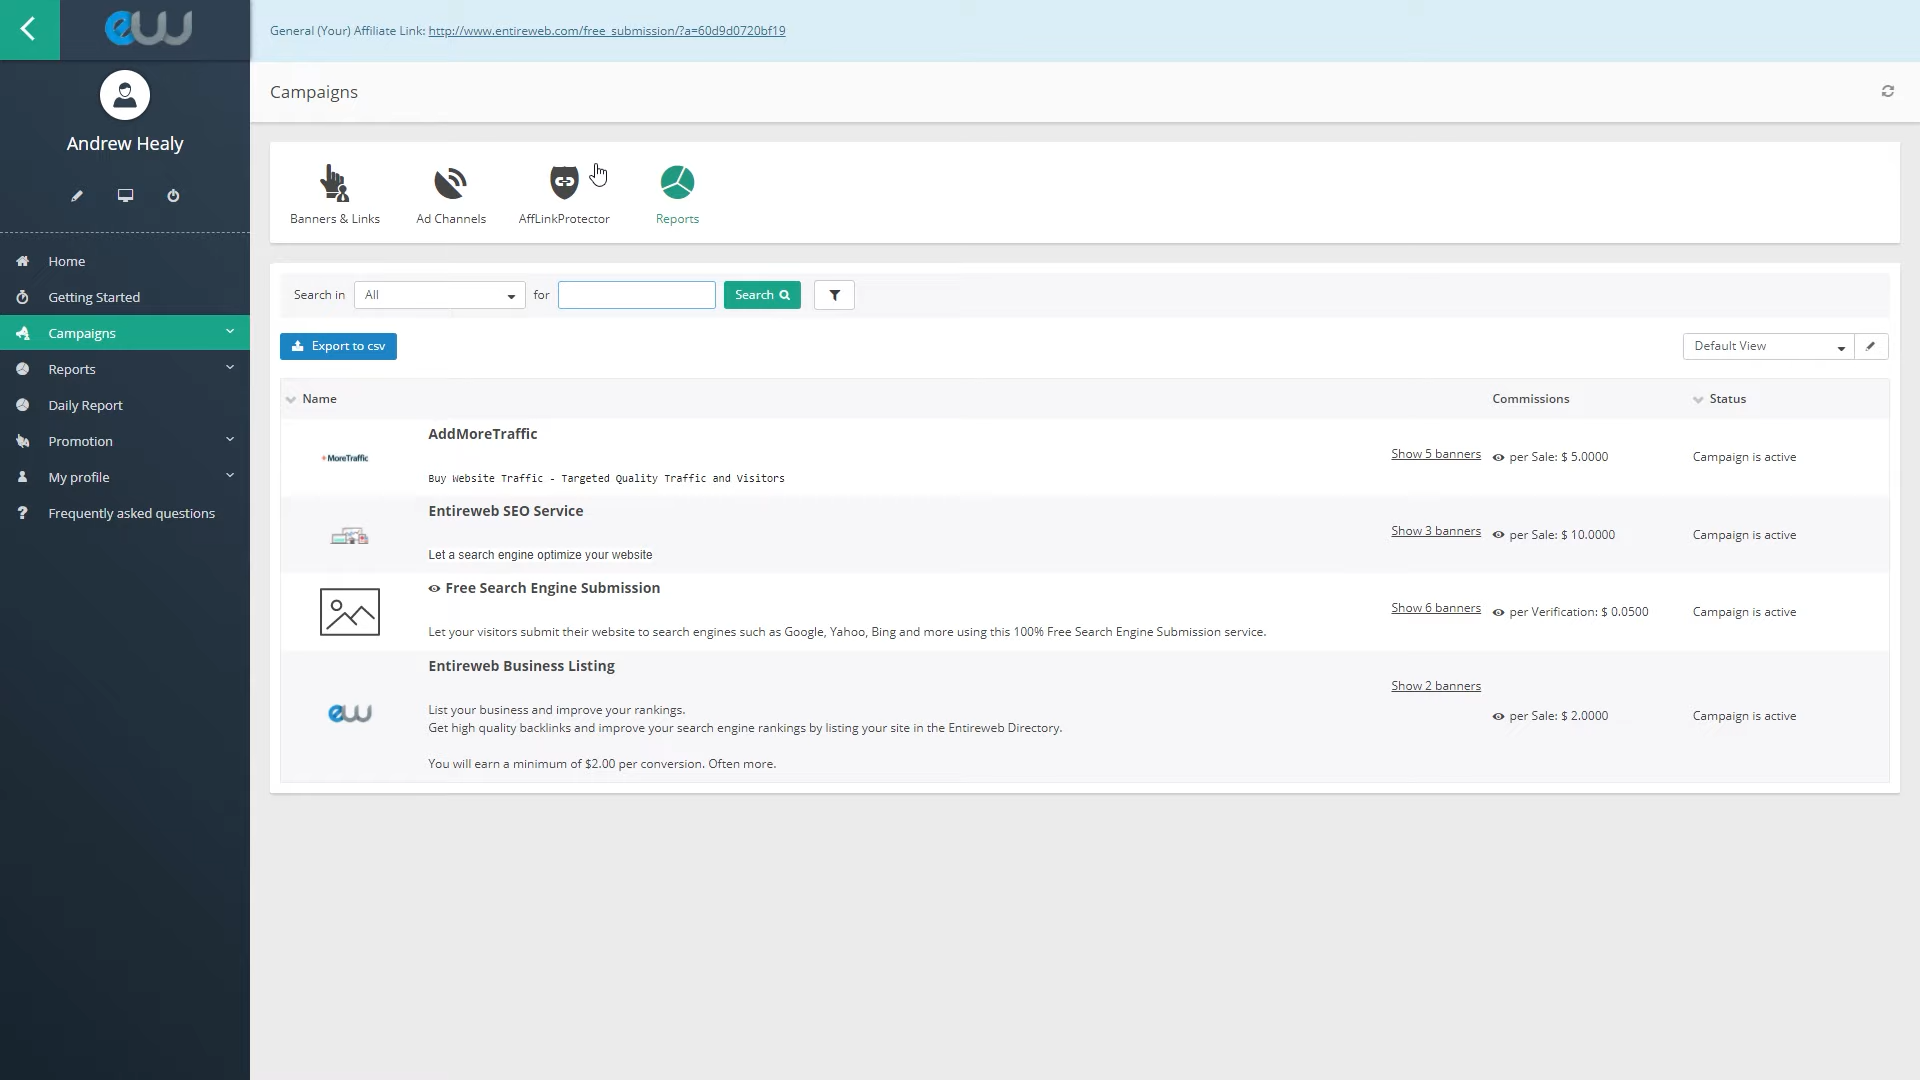 ew
General (Your) Affiliate Link: http://www.entireweb.com/free_submission/?a=60d9d0720bf19
Andrew Healy
Home
Getting Started
Campaigns
Reports
Daily Report
Promotion
My profile
Frequently asked questions
Campaigns
Banners & Links
Ad Channels
AffLinkProtector
Reports
Search in All for Search
Export to csv
Default View
Name Commissions Status
MoreTraffic
AddMoreTraffic
Buy Website Traffic - Targeted Quality Traffic and Visitors
Show 5 banners
per Sale: $ 5.0000
Campaign is active
Entireweb SEO Service
Let a search engine optimize your website
Show 3 banners
per Sale: $ 10.0000
Campaign is active
Free Search Engine Submission
Let your visitors submit their website to search engines such as Google, Yahoo, Bing and more using this 100% Free Search Engine Submission service.
Show 6 banners
per Verification: $ 0.0500
Campaign is active
ew
Entireweb Business Listing
List your business and improve your rankings.
Get high quality backlinks and improve your search engine rankings by listing your site in the Entireweb Directory.
You will earn a minimum of $2.00 per conversion. Often more.
Show 2 banners
per Sale: $ 2.0000
Campaign is active